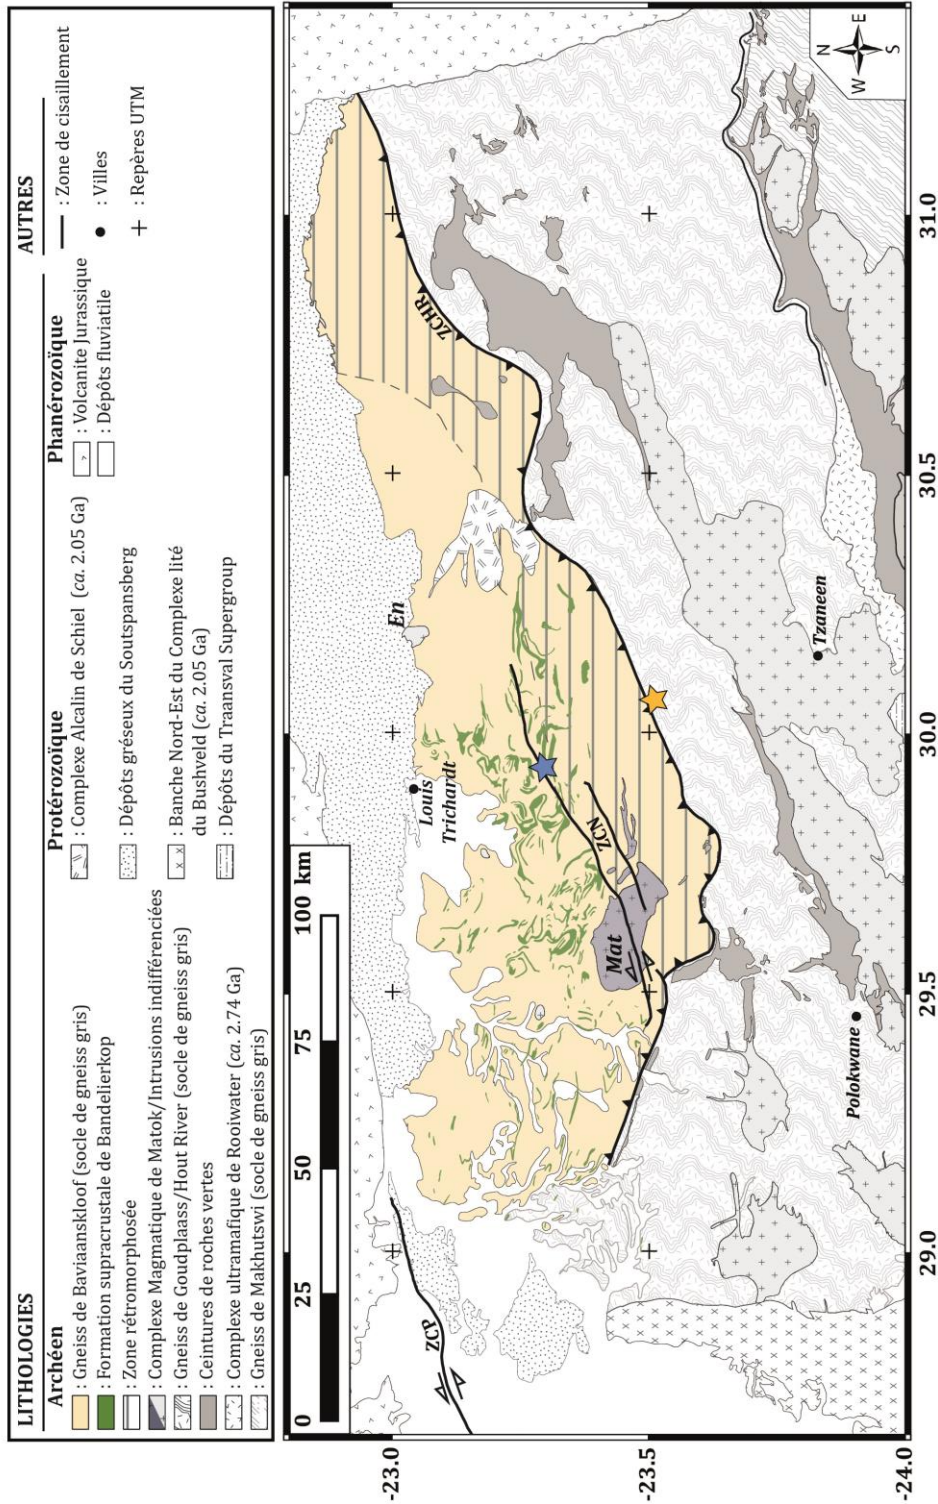 LITHOLOGIES
Archéen
: Gneiss de Baviaanskloof (socle de gneiss gris)
: Formation supracrustale de Bandelierkop
: Zone rétromorphosée
: Complexe Magmatique de Matok/Intrusions indifférenciées
: Gneiss de Goudplaass/Hout River (socle de gneiss gris)
: Ceintures de roches vertes
: Complexe ultramafique de Rooiwater (ca. 2.74 Ga)
: Gneiss de Makhutswi (socle de gneiss gris)
Protérozoïque
: Complexe Alcalin de Schiel (ca. 2.05 Ga)
: Dépôts gréseux du Soutspansberg
: Banche Nord-Est du Complexe lité
du Bushveld (ca. 2.05 Ga)
: Dépôts du Traansval Supergroup
Phanérozoïque
: Volcanite Jurassique
: Dépôts fluviatile
AUTRES
: Zone de cisaillement
: Villes
: Repères UTM
0 25 50 75 100 km
N
W E
S
ZCP
Louis
Trichardt
En
ZCHR
ZCN
Mat
Tzaneen
Polokwane
-23.0
-23.5
-24.0
29.0 29.5 30.0 30.5 31.0